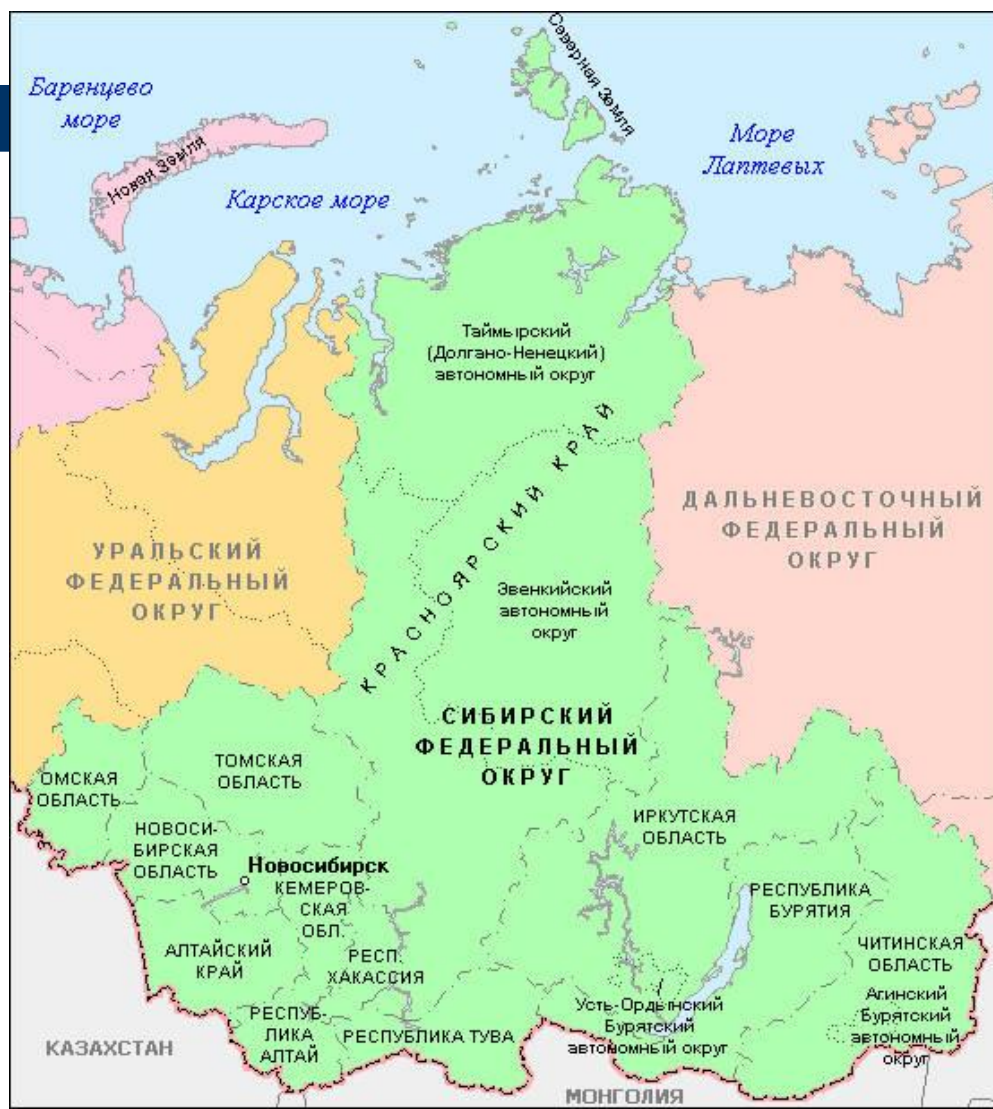 Северная Земля
Баренцево
море
Море
Лаптевых
Новая Земля
Карское море
Таймырский
(Долгано-Ненецкий)
автономный округ
КРАСНОЯРСКИЙ КРАЙ
ДАЛЬНЕВОСТОЧНЫЙ
ФЕДЕРАЛЬНЫЙ
ОКРУГ
УРАЛЬСКИЙ
ФЕДЕРАЛЬНЫЙ
ОКРУГ
Эвенкийский
автономный
округ
СИБИРСКИЙ
ФЕДЕРАЛЬНЫЙ
ОКРУГ
ТОМСКАЯ
ОБЛАСТЬ
ОМСКАЯ
ОБЛАСТЬ
НОВОСИ-
БИРСКАЯ
ОБЛАСТЬ
Новосибирск
КЕМЕРОВ-
СКАЯ
ОБЛ.
ИРКУТСКАЯ
ОБЛАСТЬ
РЕСПУБЛИКА
БУРЯТИЯ
АЛТАЙСКИЙ
КРАЙ
РЕСП.
ХАКАССИЯ
ЧИТИНСКАЯ
ОБЛАСТЬ
РЕСПУБ-
ЛИКА
АЛТАЙ
РЕСПУБЛИКА ТУВА
Усть-Ордынский
Бурятский
автономный округ
Агинский
Бурятский
автономный
округ
КАЗАХСТАН
МОНГОЛИЯ